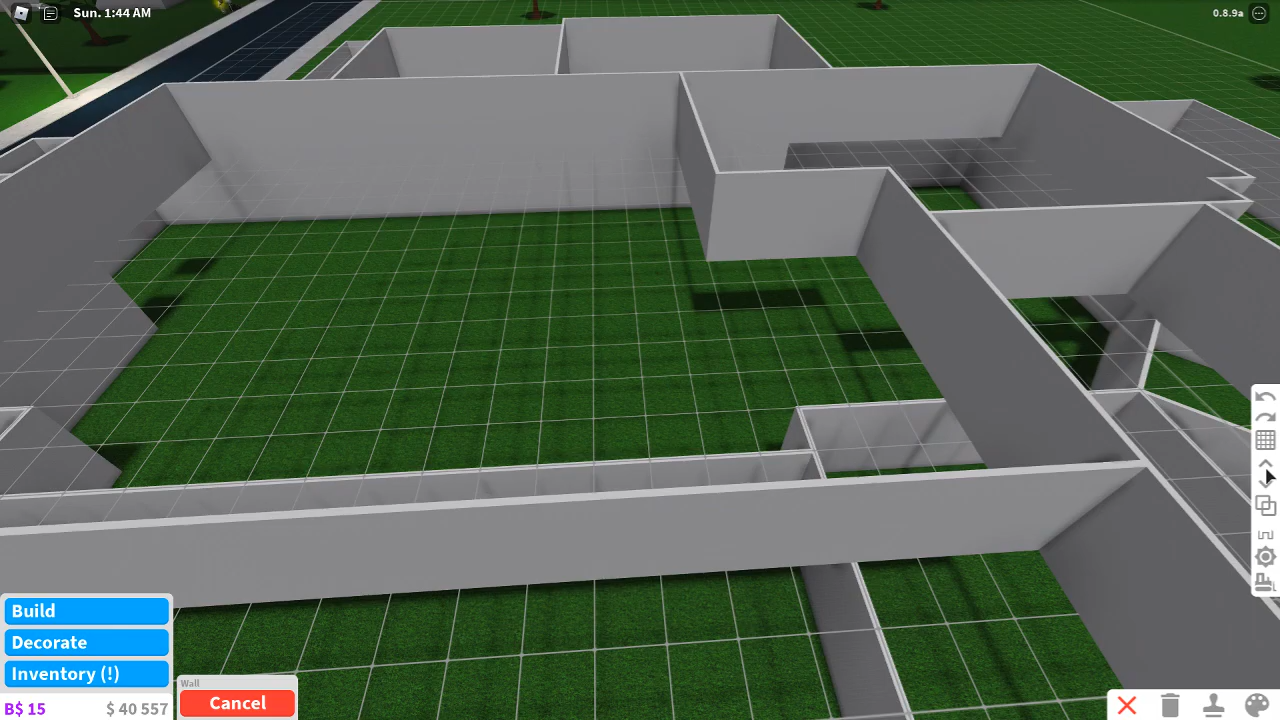 Sun. 1:44 AM
0.8.9a
Build
Decorate
Inventory (!)
Wall
Cancel
B$ 15
$ 40 557